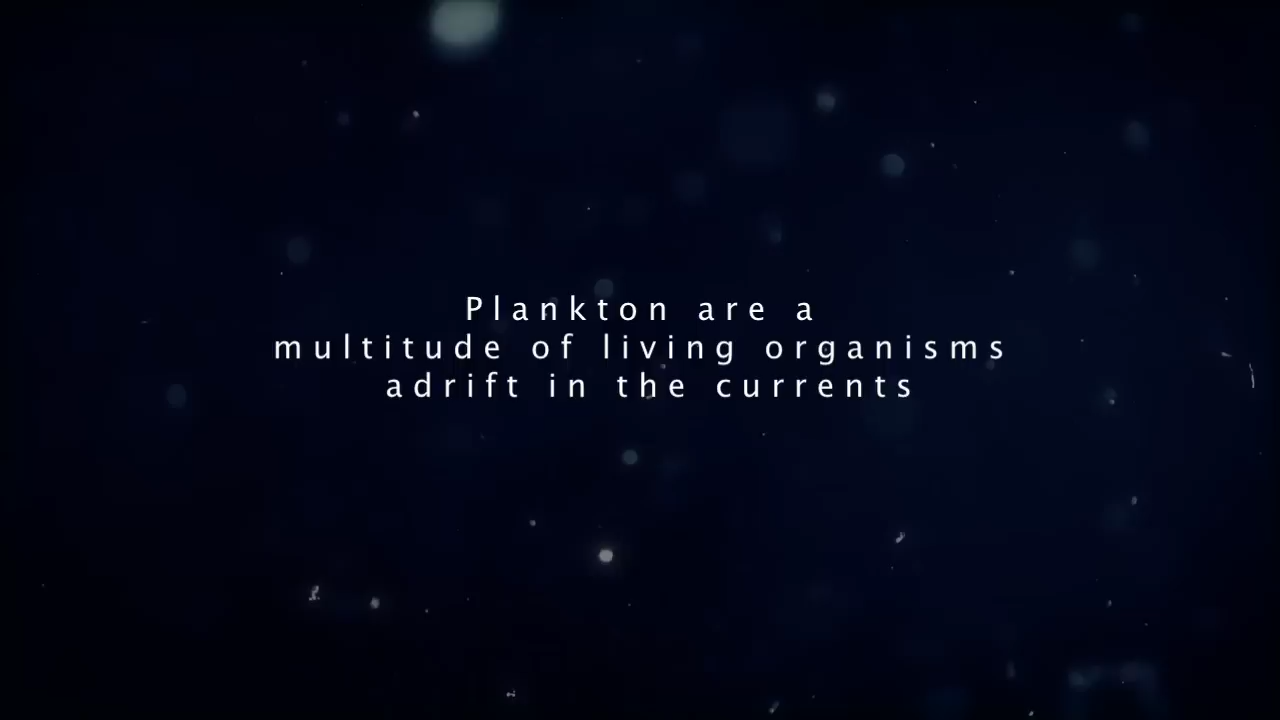 Plankton are a
multitude of living organisms
adrift in the currents